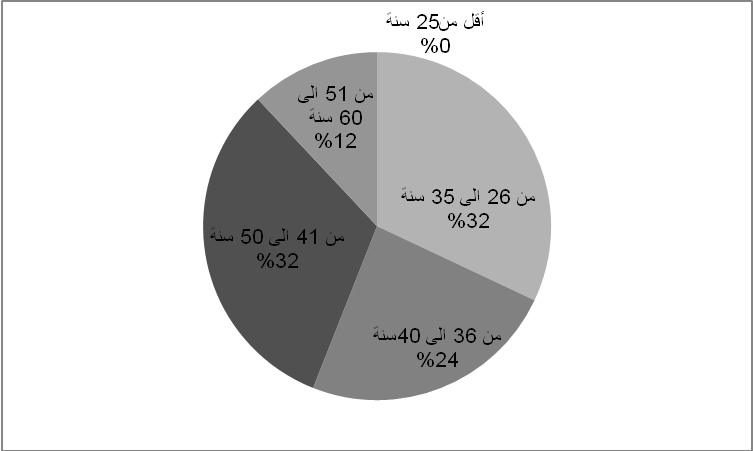 أقل من25 سنة
%0
من 51 الى
60 سنة
%12
من 26 الى 35 سنة
%32
من 41 الى 50 سنة
%32
من 36 الى 40سنة
%24